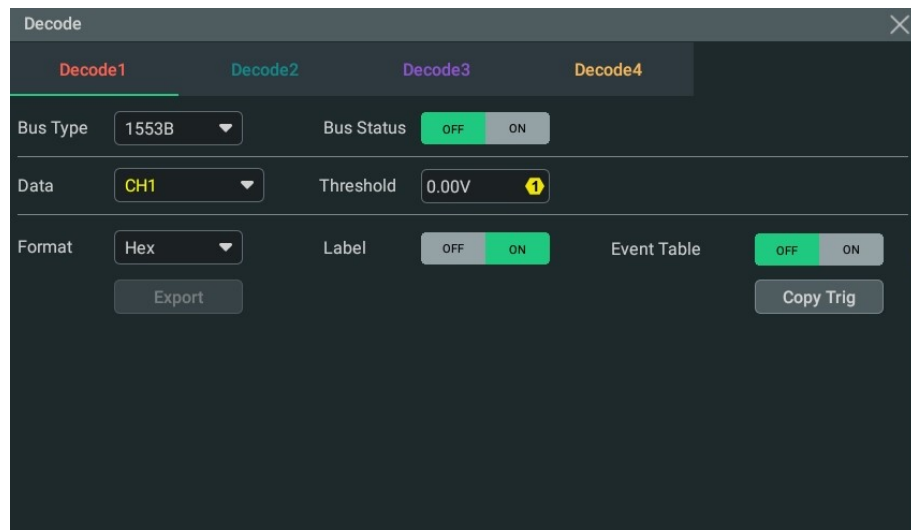 Decode
Decode1 Decode2 Decode3 Decode4
Bus Type 1553B Bus Status OFF ON
Data CH1 Threshold 0.00V 1
Format Hex Label OFF ON Event Table OFF ON
Export Copy Trig